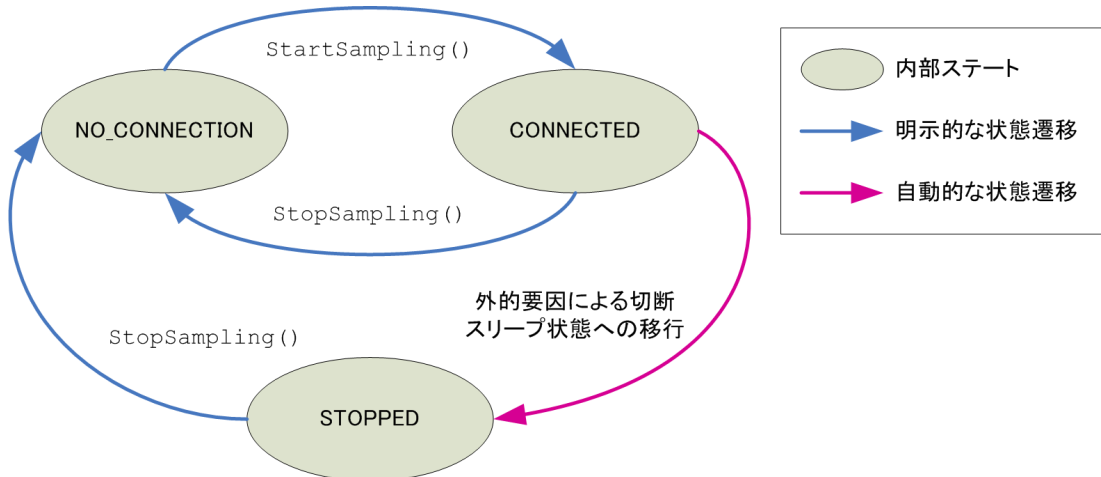 StartSampling()
NO_CONNECTION
CONNECTED
StopSampling()
外的要因による切断
スリープ状態への移行
StopSampling()
STOPPED
内部ステート
明示的な状態遷移
自動的な状態遷移